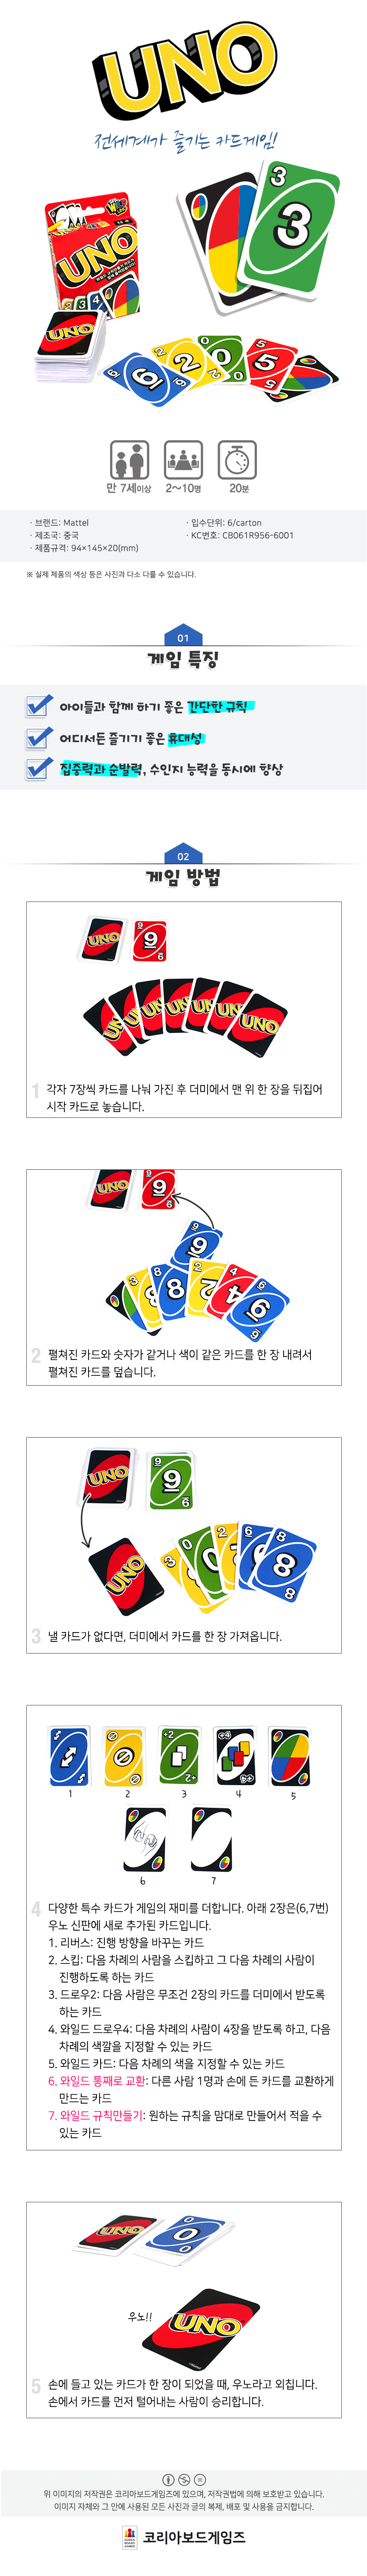 UNO
전세계가 즐기는 카드게임!
UNO
UNO
만 7세이상
2~10명
20분
· 브랜드: Mattel
· 입수단위: 6/carton
· 제조국: 중국
· KC번호: CB061R956-6001
· 제품규격: 94×145×20(mm)
※ 실제 제품의 색상 등은 사진과 다소 다를 수 있습니다.
01
게임 특징
아이들과 함께 하기 좋은 간단한 규칙
어디서든 즐기기 좋은 휴대성
집중력과 순발력, 수인지 능력을 동시에 향상
02
게임 방법
1 각자 7장씩 카드를 나눠 가진 후 더미에서 맨 위 한 장을 뒤집어
시작 카드로 놓습니다.
2 펼쳐진 카드와 숫자가 같거나 색이 같은 카드를 한 장 내려서
펼쳐진 카드를 덮습니다.
3 낼 카드가 없다면, 더미에서 카드를 한 장 가져옵니다.
1 2 3 4 5
6 7
4 다양한 특수 카드가 게임의 재미를 더합니다. 아래 2장은(6,7번)
우노 신판에 새로 추가된 카드입니다.
1. 리버스: 진행 방향을 바꾸는 카드
2. 스킵: 다음 차례의 사람을 스킵하고 그 다음 차례의 사람이
진행하도록 하는 카드
3. 드로우2: 다음 사람은 무조건 2장의 카드를 더미에서 받도록
하는 카드
4. 와일드 드로우4: 다음 차례의 사람이 4장을 받도록 하고, 다음
차례의 색깔을 지정할 수 있는 카드
5. 와일드 카드: 다음 차례의 색을 지정할 수 있는 카드
6. 와일드 통째로 교환: 다른 사람 1명과 손에 든 카드를 교환하게
만드는 카드
7. 와일드 규칙만들기: 원하는 규칙을 맘대로 만들어서 적을 수
있는 카드
우노!!
5 손에 들고 있는 카드가 한 장이 되었을 때, 우노라고 외칩니다.
손에서 카드를 먼저 털어내는 사람이 승리합니다.
위 이미지의 저작권은 코리아보드게임즈에 있으며, 저작권법에 의해 보호받고 있습니다.
이미지 자체와 그 안에 사용된 모든 사진과 글의 복제, 배포 및 사용을 금지합니다.
코리아보드게임즈